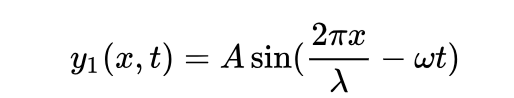 y₁(x, t) = A sin(2πx/λ − ωt)